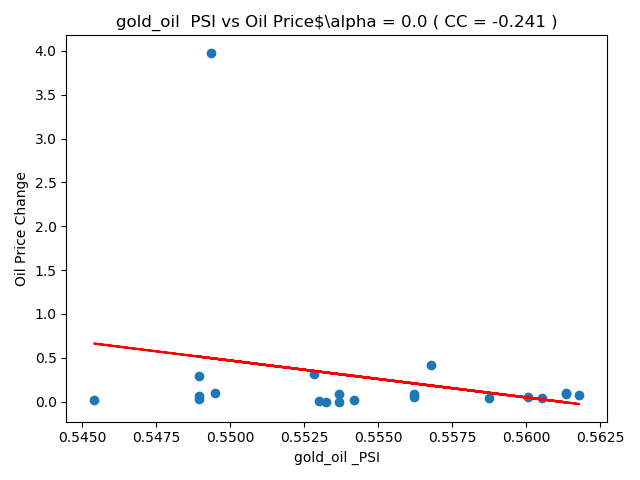 gold_oil  PSI vs Oil Price$\alpha = 0.0 ( CC = -0.241 )
4.0
3.5
3.0
2.5
2.0
1.5
1.0
0.5
0.0
Oil Price Change
0.5450 0.5475 0.5500 0.5525 0.5550 0.5575 0.5600 0.5625
gold_oil _PSI